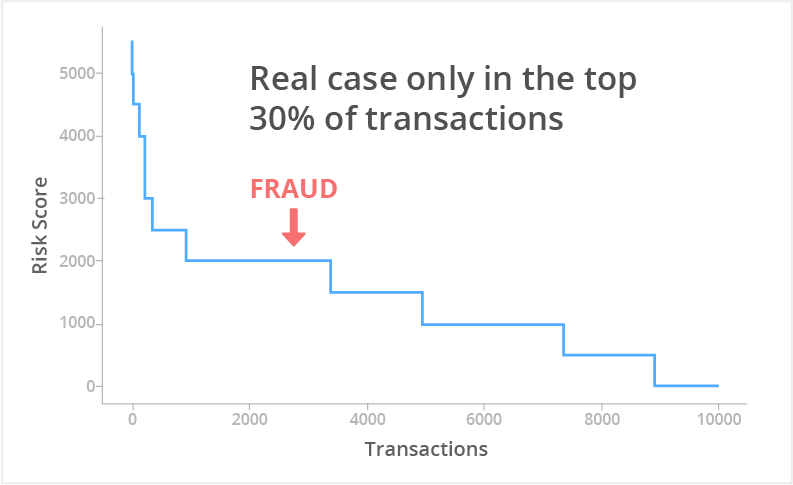 Real case only in the top
30% of transactions
FRAUD
Risk Score
5000
4000
3000
2000
1000
0
0 2000 4000 6000 8000 10000
Transactions